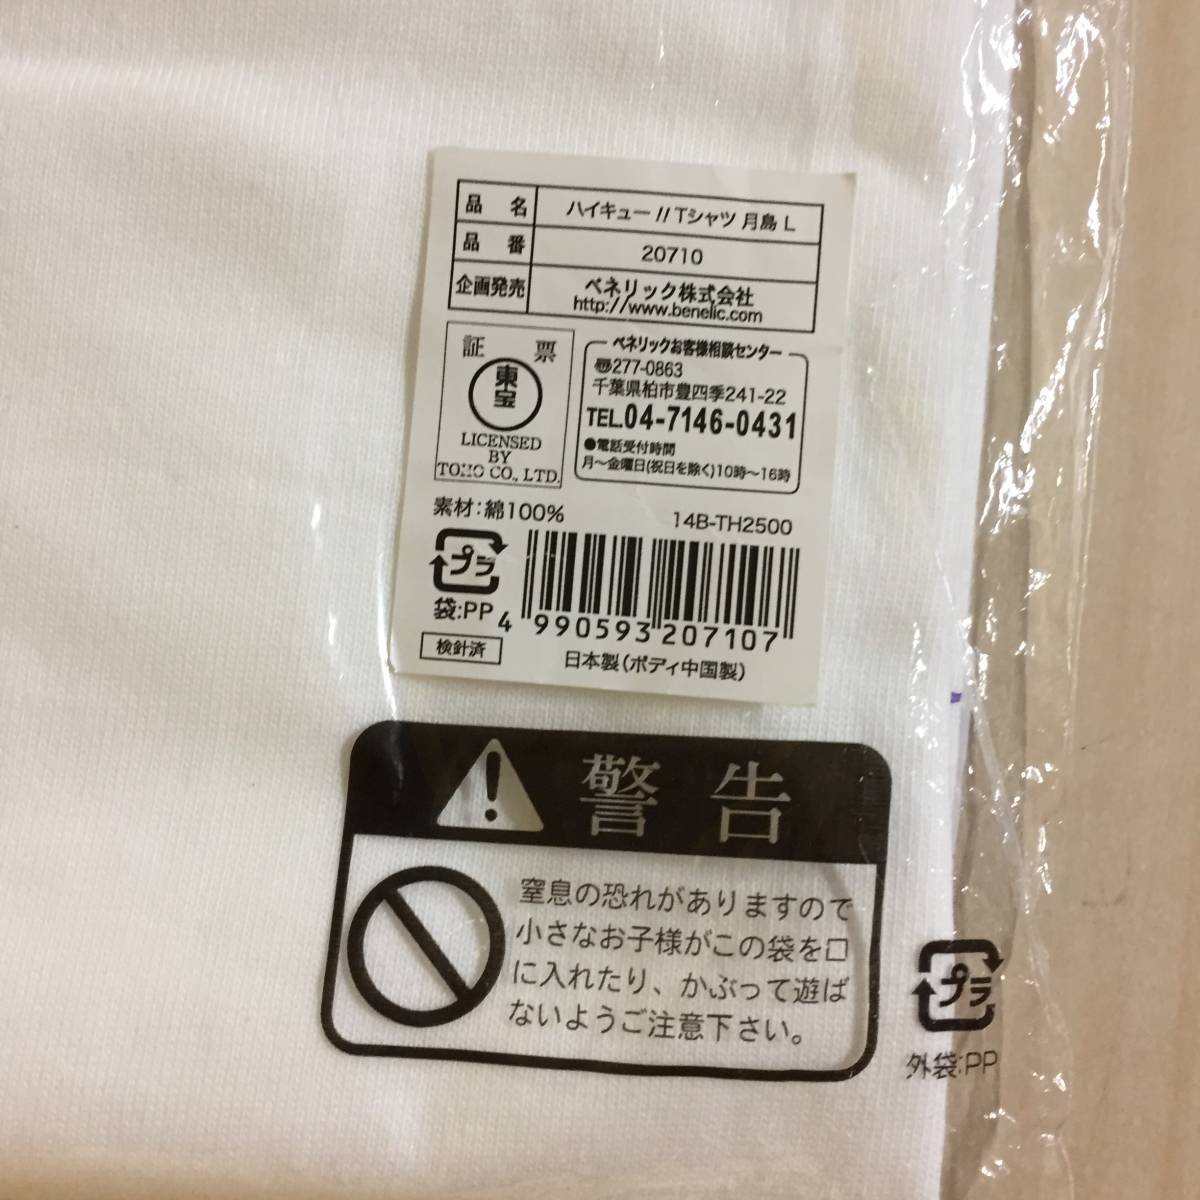 品名 ハイキュー // Tシャツ 月島 L
品番 20710
企画発売 ベネリック株式会社
http://www.benelic.com
証票
東宝
LICENSED
BY
TOHO CO., LTD.
ベネリックお客様相談センター
〠277-0863
千葉県柏市豊四季241-22
TEL.04-7146-0431
●電話受付時間
月～金曜日(祝日を除く)10時～16時
素材:綿100%
14B-TH2500
プラ
袋:PP
4 990593 207107
検針済
日本製(ボディ中国製)
警告
窒息の恐れがありますので
小さなお子様がこの袋を口
に入れたり、かぶって遊ば
ないようご注意下さい。
プラ
外袋:PP